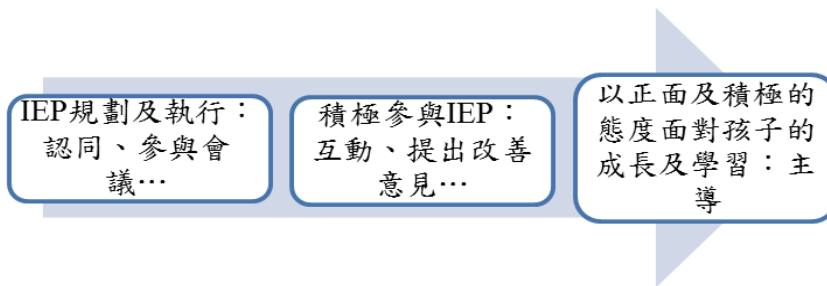 IEP規劃及執行：
認同、參與會
議…
積極參與IEP：
互動、提出改善
意見…
以正面及積極的
態度面對孩子的
成長及學習：主
導